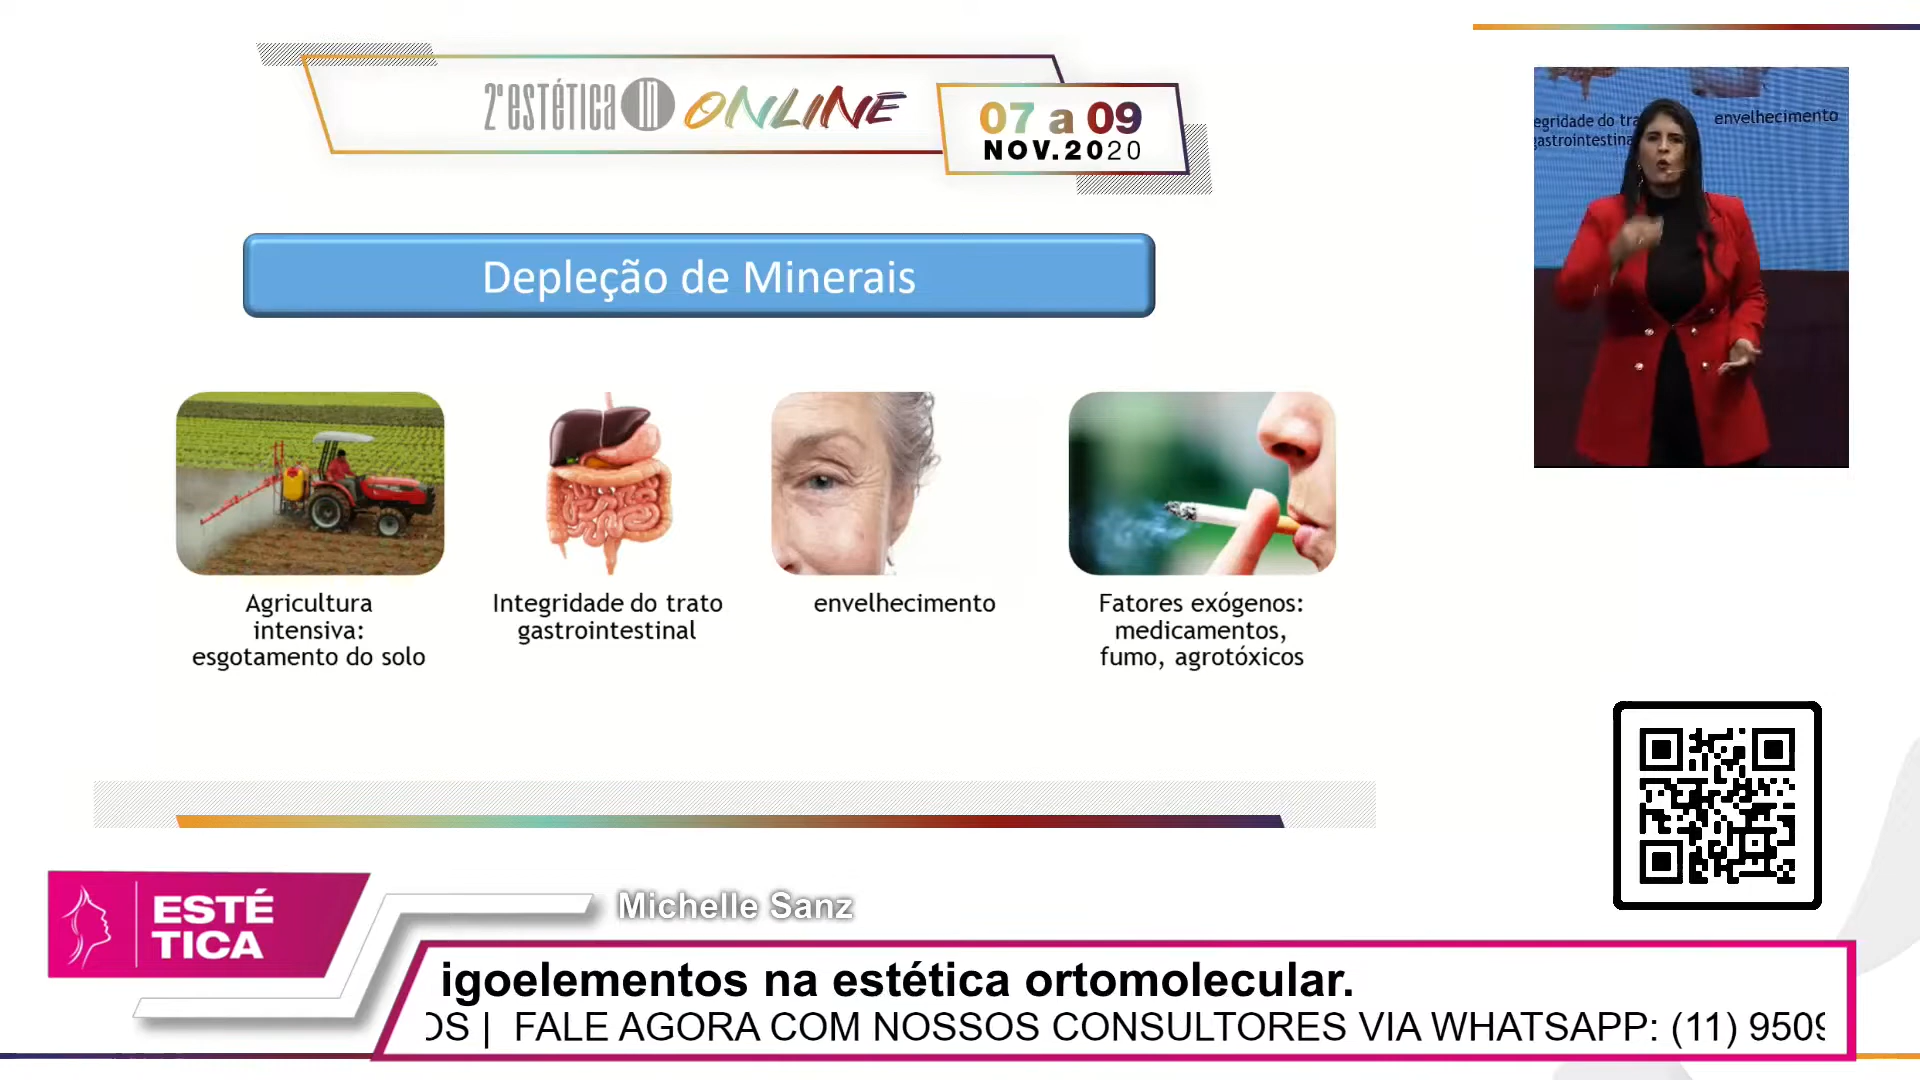 2ª estética IN ONLINE
07 a 09
NOV.2020
Depleção de Minerais
Agricultura
intensiva:
esgotamento do solo
Integridade do trato
gastrointestinal
envelhecimento
Fatores exógenos:
medicamentos,
fumo, agrotóxicos
egridade do tra
gastrointestina
envelhecimento
ESTÉ
TICA
Michelle Sanz
igoelementos na estética ortomolecular.
OS | FALE AGORA COM NOSSOS CONSULTORES VIA WHATSAPP: (11) 9509